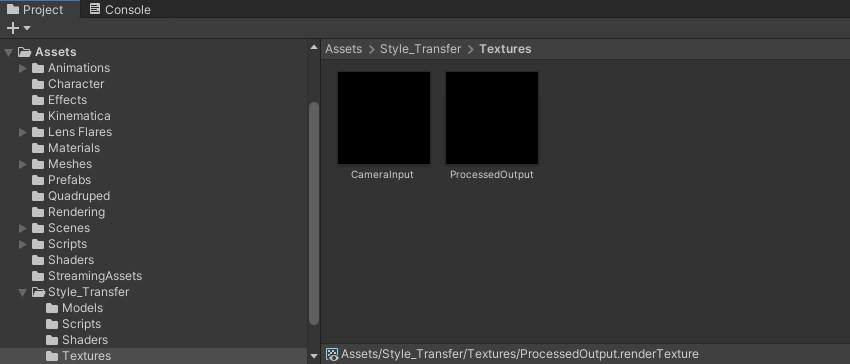 Project
Console
Assets
Animations
Character
Effects
Kinematica
Lens Flares
Materials
Meshes
Prefabs
Quadruped
Rendering
Scenes
Scripts
Shaders
StreamingAssets
Style_Transfer
Models
Scripts
Shaders
Textures
Assets > Style_Transfer > Textures
CameraInput
ProcessedOutput
Assets/Style_Transfer/Textures/ProcessedOutput.renderTexture